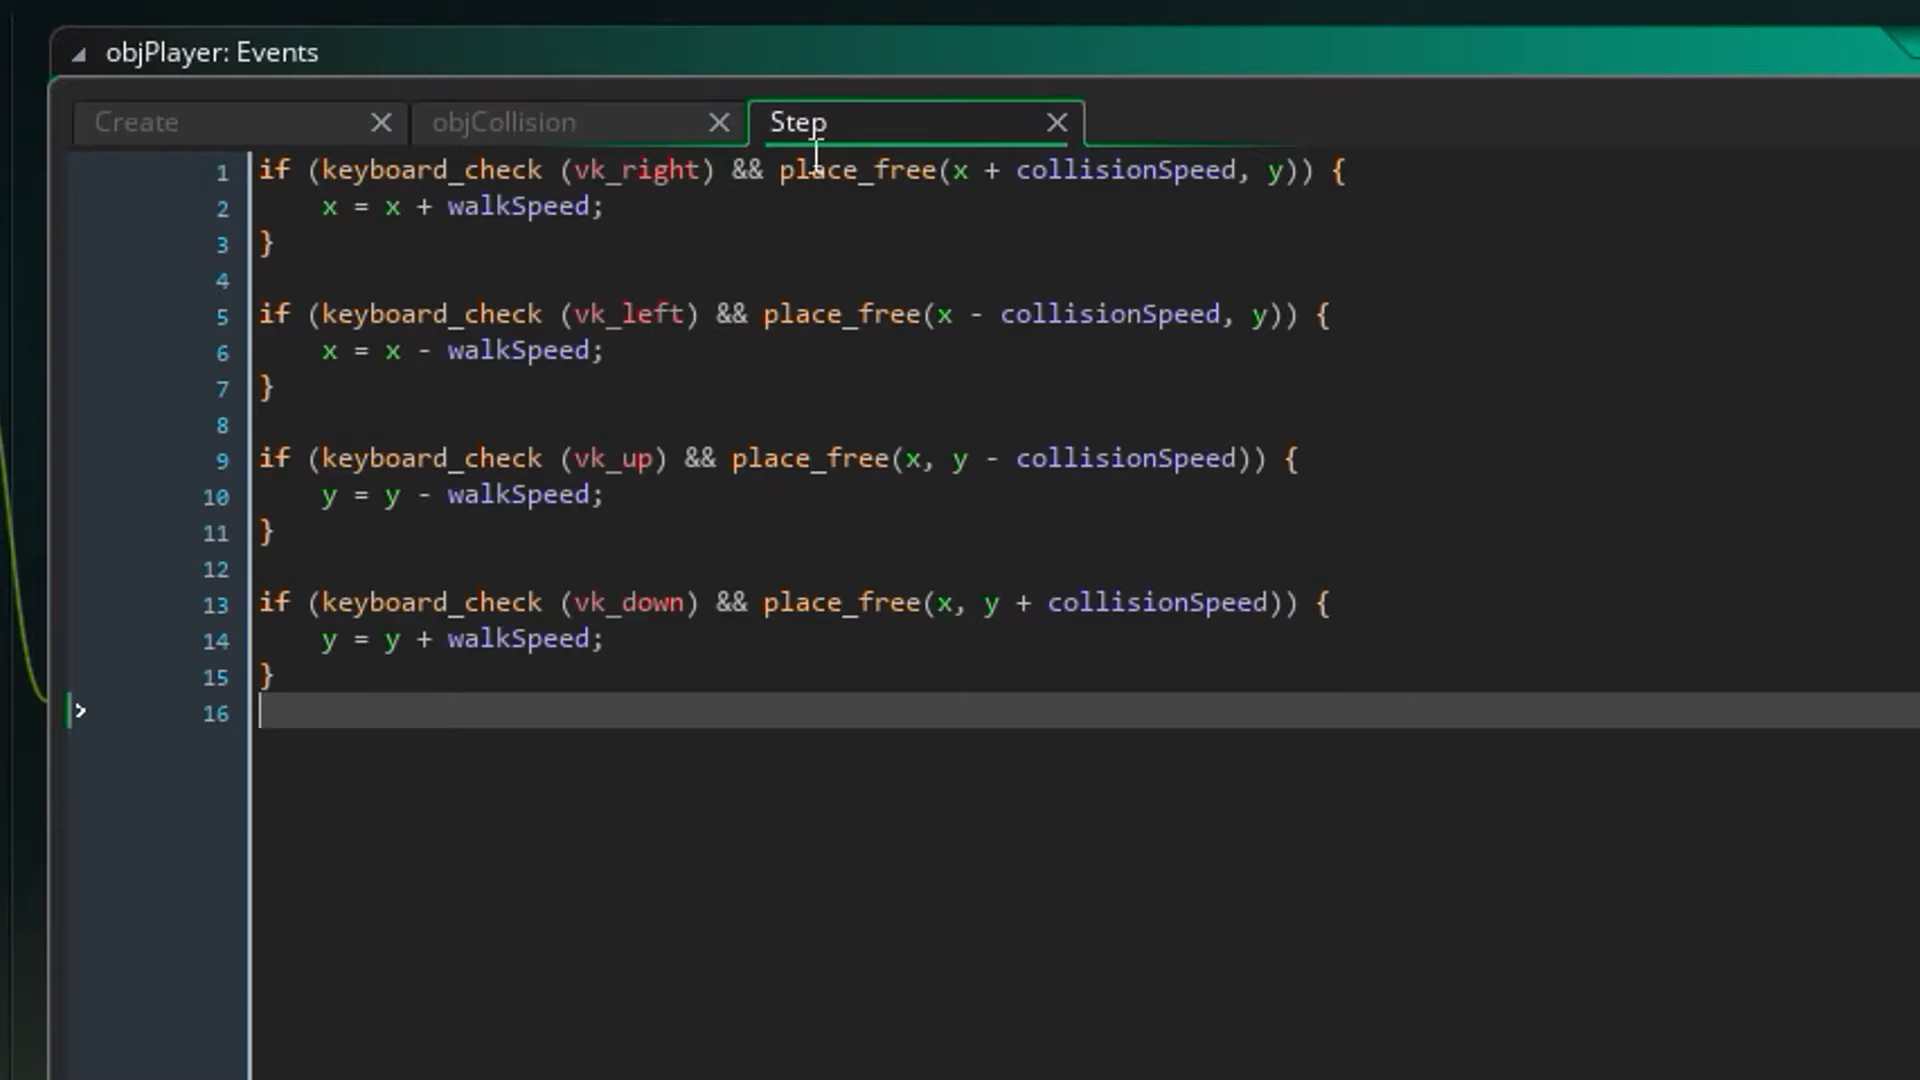 objPlayer: Events
Create
objCollision
Step
1 if (keyboard_check (vk_right) && place_free(x + collisionSpeed, y)) {
2 x = x + walkSpeed;
3 }
4
5 if (keyboard_check (vk_left) && place_free(x - collisionSpeed, y)) {
6 x = x - walkSpeed;
7 }
8
9 if (keyboard_check (vk_up) && place_free(x, y - collisionSpeed)) {
10 y = y - walkSpeed;
11 }
12
13 if (keyboard_check (vk_down) && place_free(x, y + collisionSpeed)) {
14 y = y + walkSpeed;
15 }
16